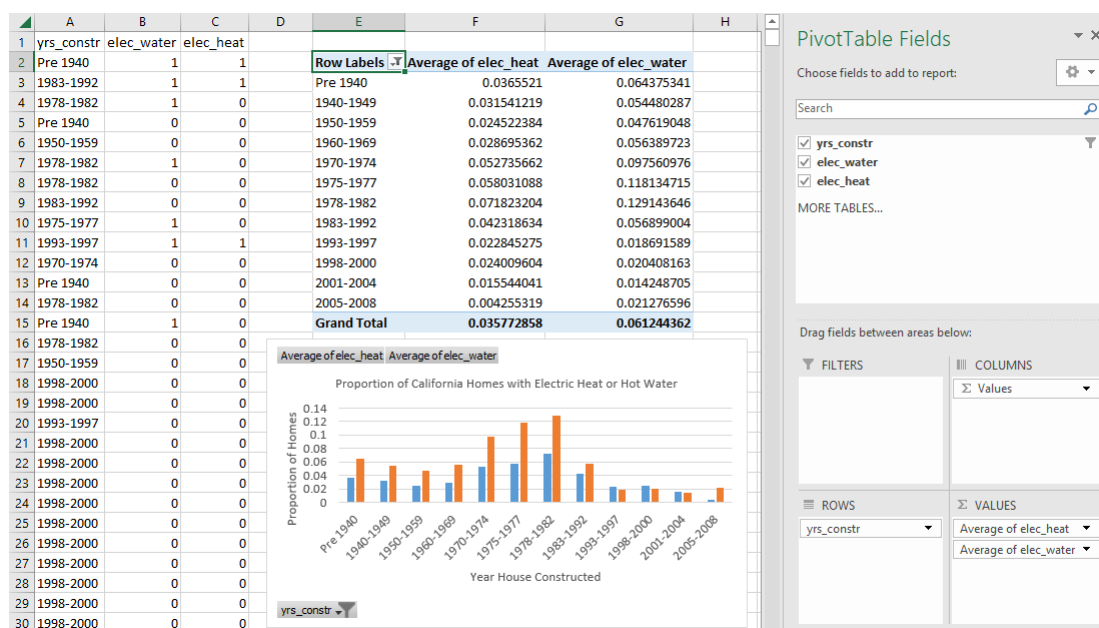 A B C D E F G H
1 yrs_constr elec_water elec_heat
2 Pre 1940 1 1 Row Labels Average of elec_heat Average of elec_water
3 1983-1992 1 1 Pre 1940 0.0365521 0.064375341
4 1978-1982 1 0 1940-1949 0.031541219 0.054480287
5 Pre 1940 0 0 1950-1959 0.024522384 0.047619048
6 1950-1959 0 0 1960-1969 0.028695362 0.056389723
7 1978-1982 1 0 1970-1974 0.052735662 0.097560976
8 1978-1982 0 0 1975-1977 0.058031088 0.118134715
9 1983-1992 0 0 1978-1982 0.071823204 0.129143646
10 1975-1977 1 0 1983-1992 0.042318634 0.056899004
11 1993-1997 1 1 1993-1997 0.022845275 0.018691589
12 1970-1974 0 0 1998-2000 0.024009604 0.020408163
13 Pre 1940 0 0 2001-2004 0.015544041 0.014248705
14 1978-1982 0 0 2005-2008 0.004255319 0.021276596
15 Pre 1940 1 0 Grand Total 0.035772858 0.061244362
16 1978-1982 0 0
17 1950-1959 0 0
18 1998-2000 0 0
19 1998-2000 0 0
20 1993-1997 0 0
21 1998-2000 0 0
22 1998-2000 0 0
23 1998-2000 0 0
24 1998-2000 0 0
25 1998-2000 0 0
26 1998-2000 0 0
27 1998-2000 0 0
28 1998-2000 0 0
29 1998-2000 0 0
30 1998-2000 0 0
Average of elec_heat Average of elec_water
Proportion of California Homes with Electric Heat or Hot Water
Proportion of Homes
0.14
0.12
0.1
0.08
0.06
0.04
0.02
0
Pre 1940 1940-1949 1950-1959 1960-1969 1970-1974 1975-1977 1978-1982 1983-1992 1993-1997 1998-2000 2001-2004 2005-2008
Year House Constructed
yrs_constr
PivotTable Fields
Choose fields to add to report:
Search
yrs_constr
elec_water
elec_heat
MORE TABLES...
Drag fields between areas below:
FILTERS
COLUMNS
Σ Values
ROWS
yrs_constr
Σ VALUES
Average of elec_heat
Average of elec_water